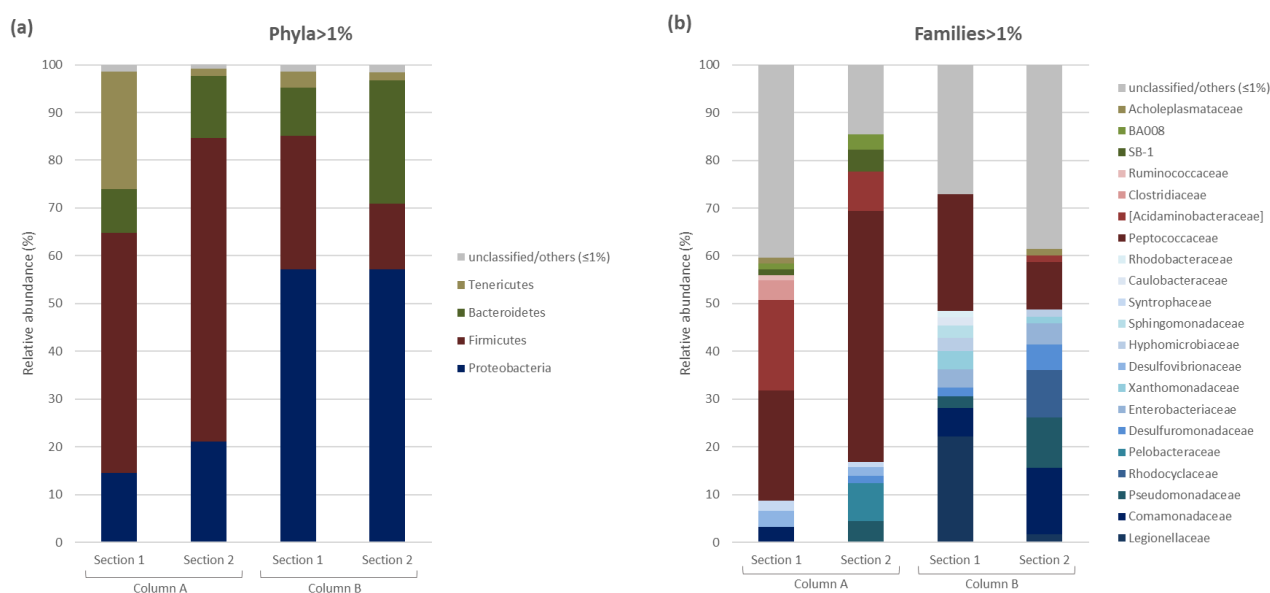 (a)
Phyla>1%
Relative abundance (%)
100
90
80
70
60
50
40
30
20
10
0
Section 1
Section 2
Section 1
Section 2
Column A
Column B
unclassified/others (≤1%)
Tenericutes
Bacteroidetes
Firmicutes
Proteobacteria
(b)
Families>1%
Relative abundance (%)
100
90
80
70
60
50
40
30
20
10
0
Section 1
Section 2
Section 1
Section 2
Column A
Column B
unclassified/others (≤1%)
Acholeplasmataceae
BA008
SB-1
Ruminococcaceae
Clostridiaceae
[Acidaminobacteraceae]
Peptococcaceae
Rhodobacteraceae
Caulobacteraceae
Syntrophaceae
Sphingomonadaceae
Hyphomicrobiaceae
Desulfovibrionaceae
Xanthomonadaceae
Enterobacteriaceae
Desulfuromonadaceae
Pelobacteraceae
Rhodocyclaceae
Pseudomonadaceae
Comamonadaceae
Legionellaceae